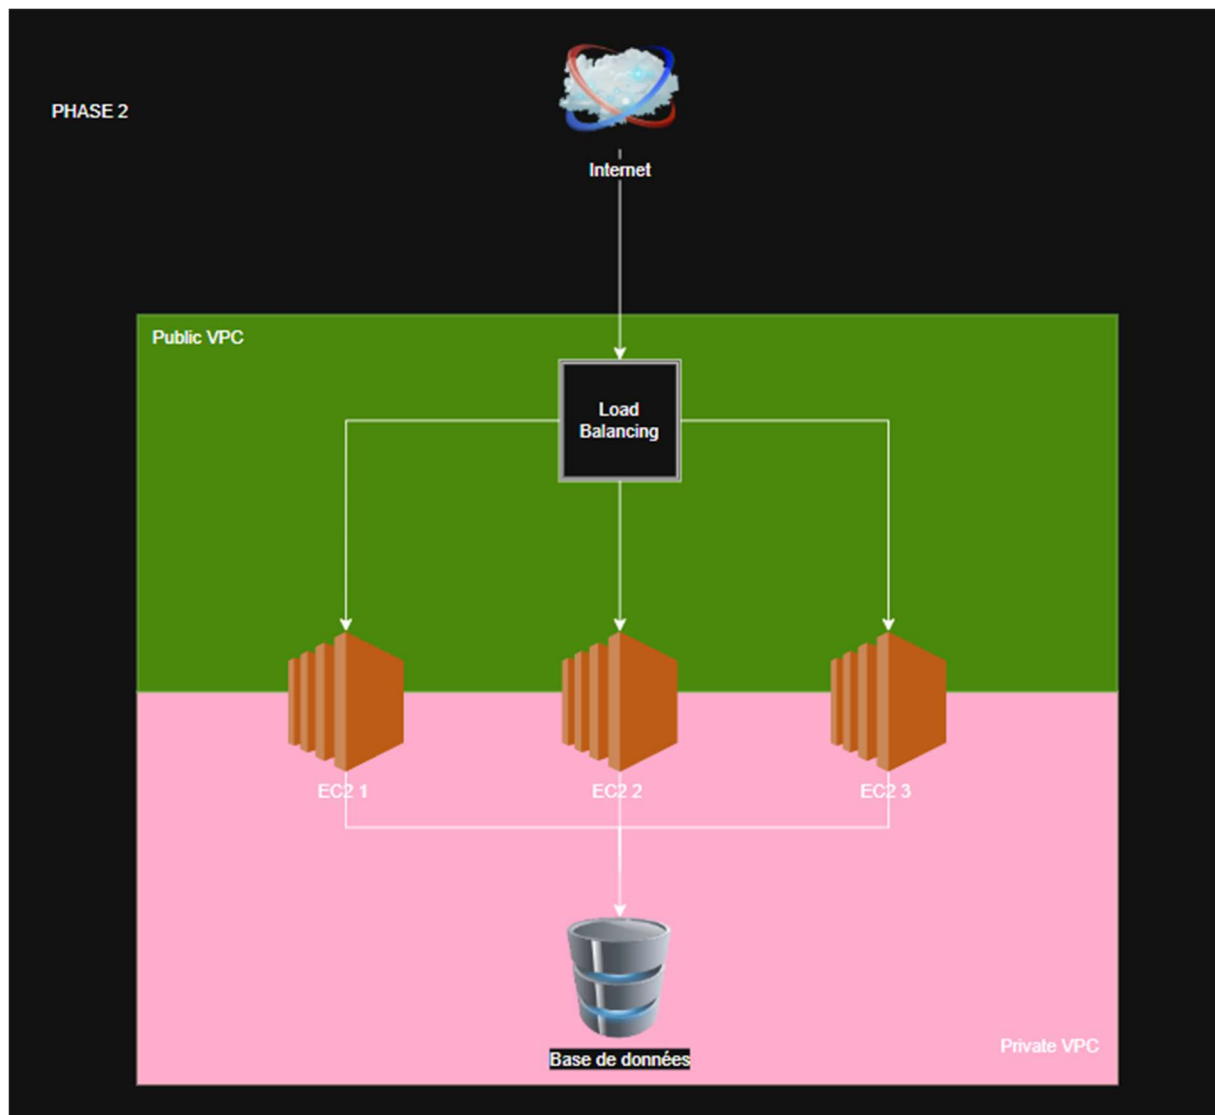 PHASE 2
Internet
Public VPC
Load
Balancing
EC2 1
EC2 2
EC2 3
Base de données
Private VPC